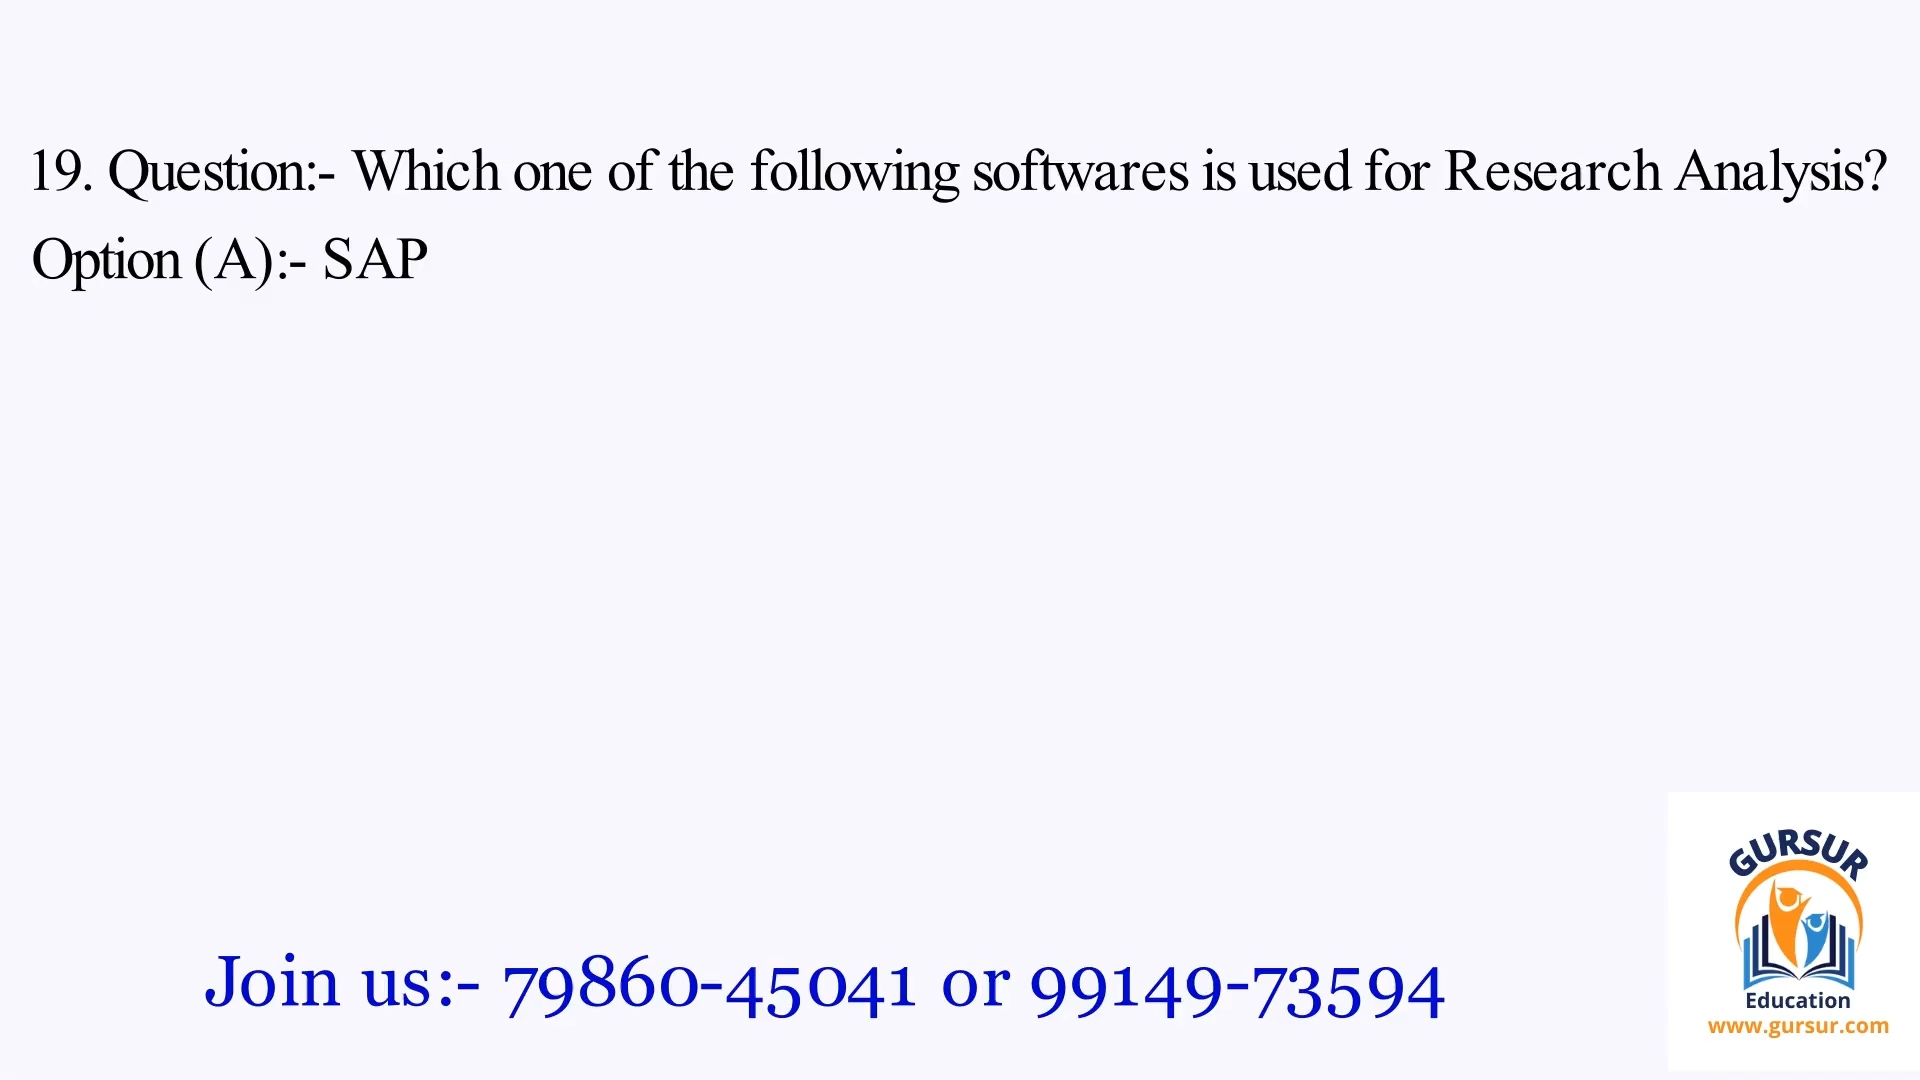 19. Question:- Which one of the following softwares is used for Research Analysis?
Option (A):- SAP
Join us:- 79860-45041 or 99149-73594
GURSUR
Education
www.gursur.com